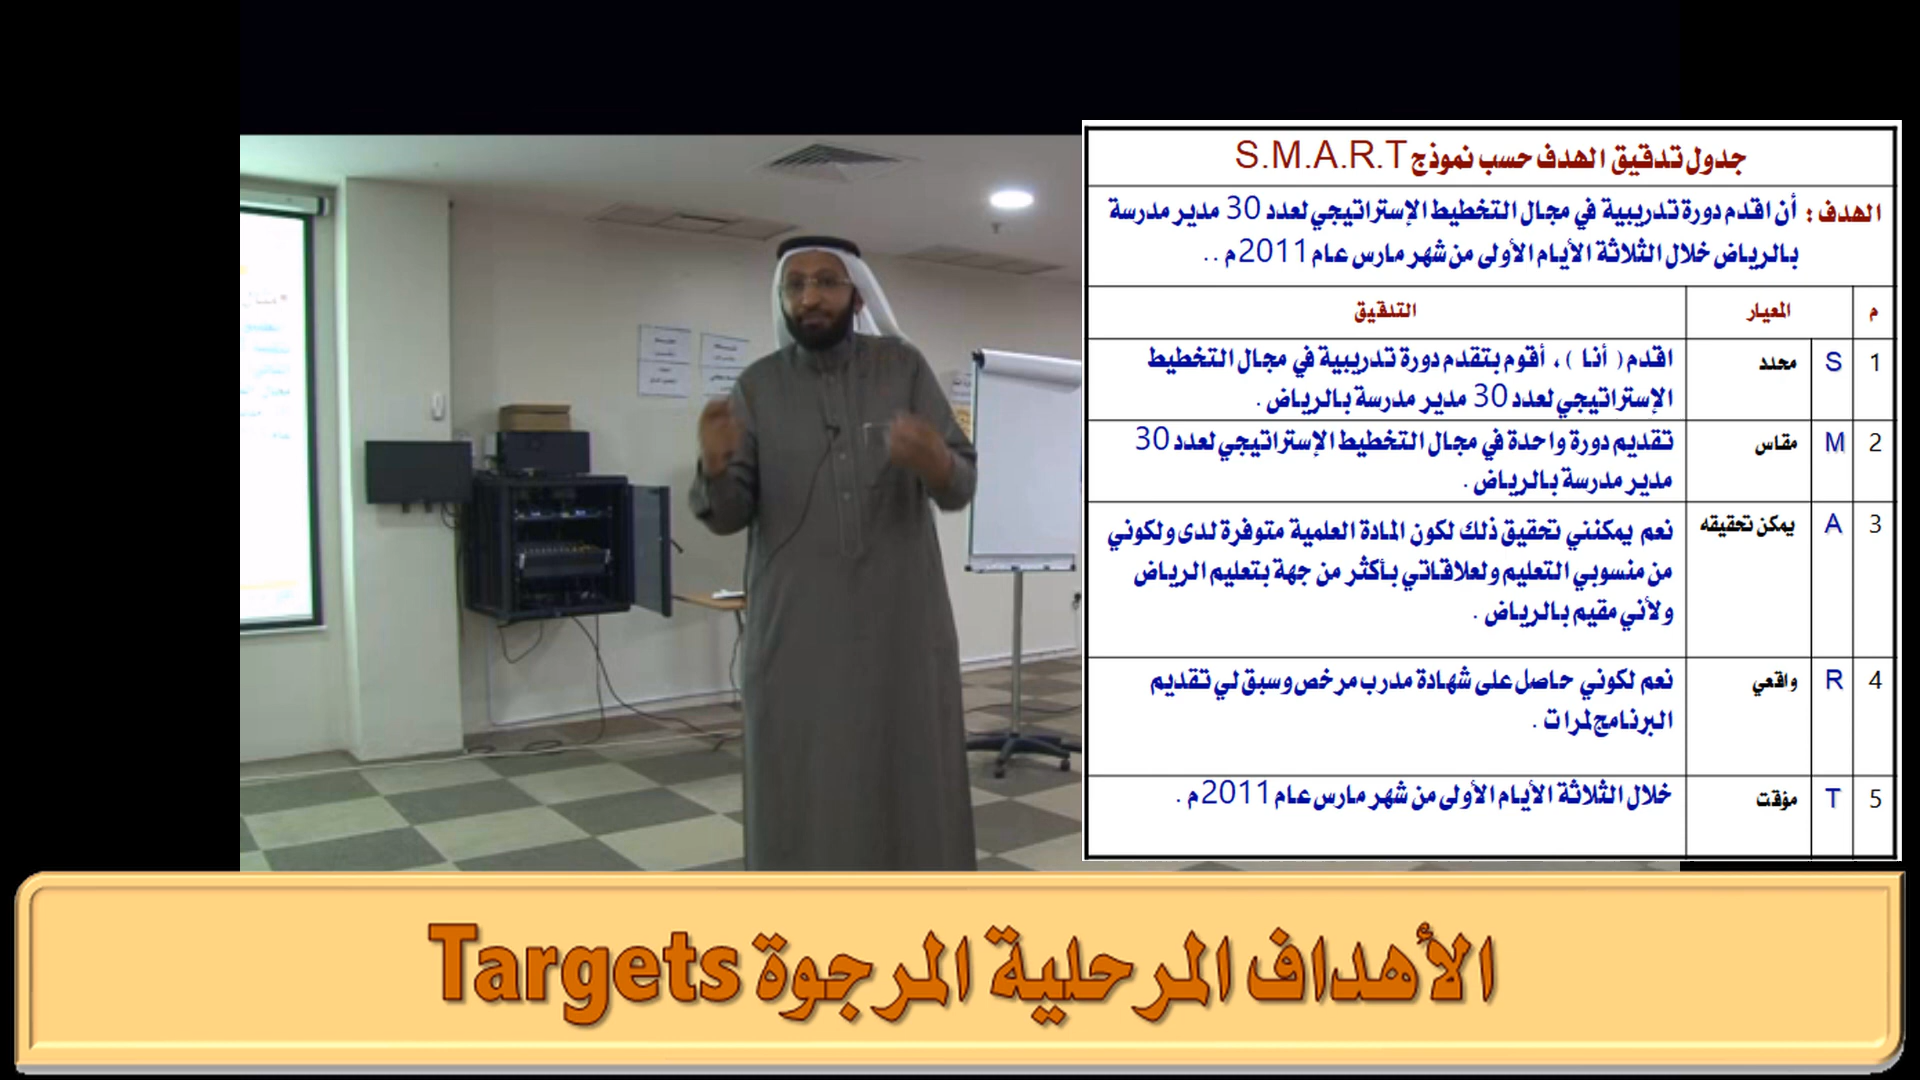 جدول تدقيق الهدف حسب نموذج S.M.A.R.T
الهدف : أن اقدم دورة تدريبية في مجال التخطيط الإستراتيجي لعدد 30 مدير مدرسة
بالرياض خلال الثلاثة الأيام الأولى من شهر مارس عام 2011م ..
م المعيار التدقيق
1 S محدد اقدم ( أنا ) ، أقوم بتقدم دورة تدريبية في مجال التخطيط
الإستراتيجي لعدد 30 مدير مدرسة بالرياض .
2 M مقاس تقديم دورة واحدة في مجال التخطيط الإستراتيجي لعدد 30
مدير مدرسة بالرياض .
3 A يمكن تحقيقه نعم يمكنني تحقيق ذلك لكون المادة العلمية متوفرة لدى ولكوني
من منسوبي التعليم ولعلاقاتي بأكثر من جهة بتعليم الرياض
ولأني مقيم بالرياض .
4 R واقعي نعم لكوني حاصل على شهادة مدرب مرخص وسبق لي تقديم
البرنامج لمرات .
5 T مؤقت خلال الثلاثة الأيام الأولى من شهر مارس عام 2011م .
الأهداف المرحلية المرجوة Targets